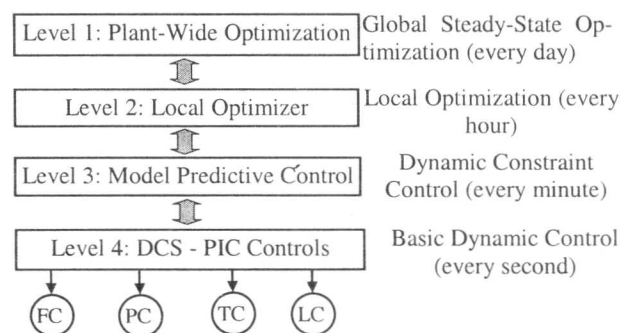 Level 1: Plant-Wide Optimization
Global Steady-State Op-
timization (every day)
Level 2: Local Optimizer
Local Optimization (every
hour)
Level 3: Model Predictive Control
Dynamic Constraint
Control (every minute)
Level 4: DCS - PIC Controls
Basic Dynamic Control
(every second)
FC
PC
TC
LC